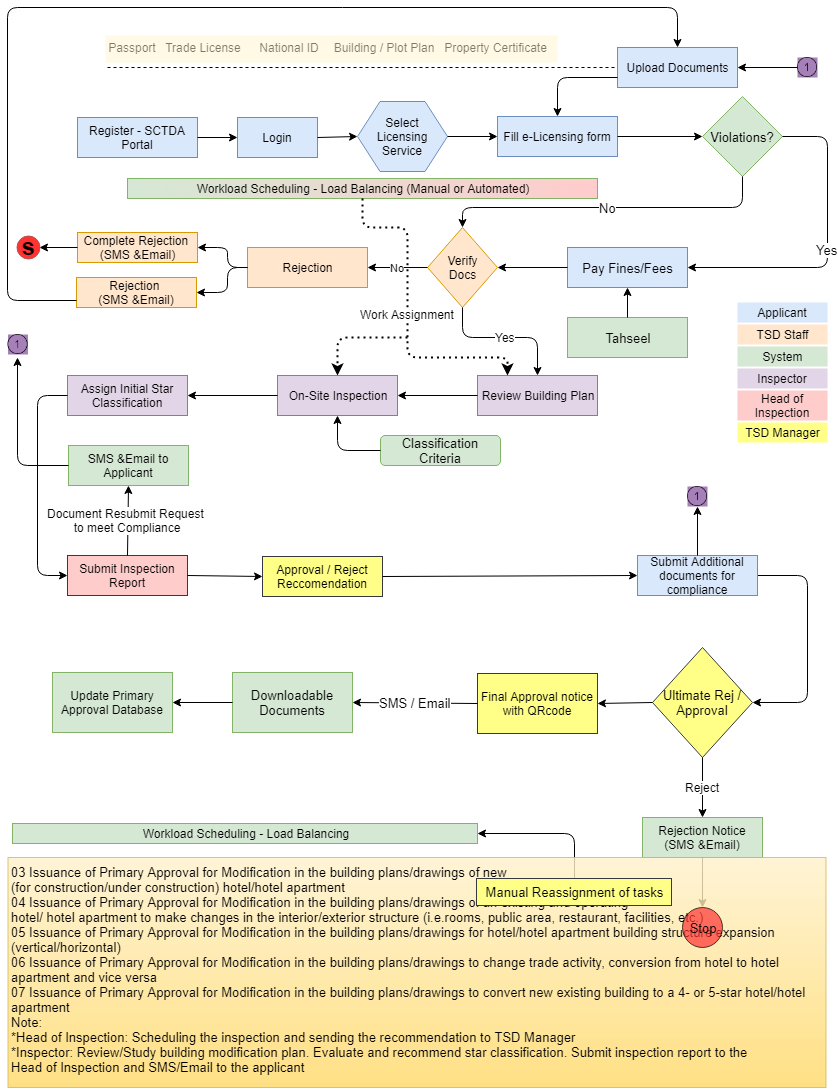 Passport Trade License National ID Building / Plot Plan Property Certificate
Upload Documents
1
Register - SCTDA
Portal
Login
Select
Licensing
Service
Fill e-Licensing form
Violations?
Workload Scheduling - Load Balancing (Manual or Automated)
No
Yes
S
Complete Rejection
(SMS &Email)
Rejection
(SMS &Email)
Rejection
No
Verify
Docs
Pay Fines/Fees
Tahseel
Work Assignment
Yes
Applicant
TSD Staff
System
Inspector
Head of
Inspection
TSD Manager
1
Assign Initial Star
Classification
On-Site Inspection
Review Building Plan
Classification
Criteria
SMS &Email to
Applicant
Document Resubmit Request
to meet Compliance
1
Submit Inspection
Report
Approval / Reject
Reccomendation
Submit Additional
documents for
compliance
Update Primary
Approval Database
Downloadable
Documents
SMS / Email
Final Approval notice
with QRcode
Ultimate Rej /
Approval
Reject
Workload Scheduling - Load Balancing
Rejection Notice
(SMS &Email)
03 Issuance of Primary Approval for Modification in the building plans/drawings of new
(for construction/under construction) hotel/hotel apartment
Manual Reassignment of tasks
04 Issuance of Primary Approval for Modification in the building plans/drawings of an existing and operating
hotel/ hotel apartment to make changes in the interior/exterior structure (i.e.rooms, public area, restaurant, facilities, etc.)
Stop
05 Issuance of Primary Approval for Modification in the building plans/drawings for hotel/hotel apartment building structure expansion
(vertical/horizontal)
06 Issuance of Primary Approval for Modification in the building plans/drawings to change trade activity, conversion from hotel to hotel
apartment and vice versa
07 Issuance of Primary Approval for Modification in the building plans/drawings to convert new existing building to a 4- or 5-star hotel/hotel
apartment
Note:
*Head of Inspection: Scheduling the inspection and sending the recommendation to TSD Manager
*Inspector: Review/Study building modification plan. Evaluate and recommend star classification. Submit inspection report to the
Head of Inspection and SMS/Email to the applicant